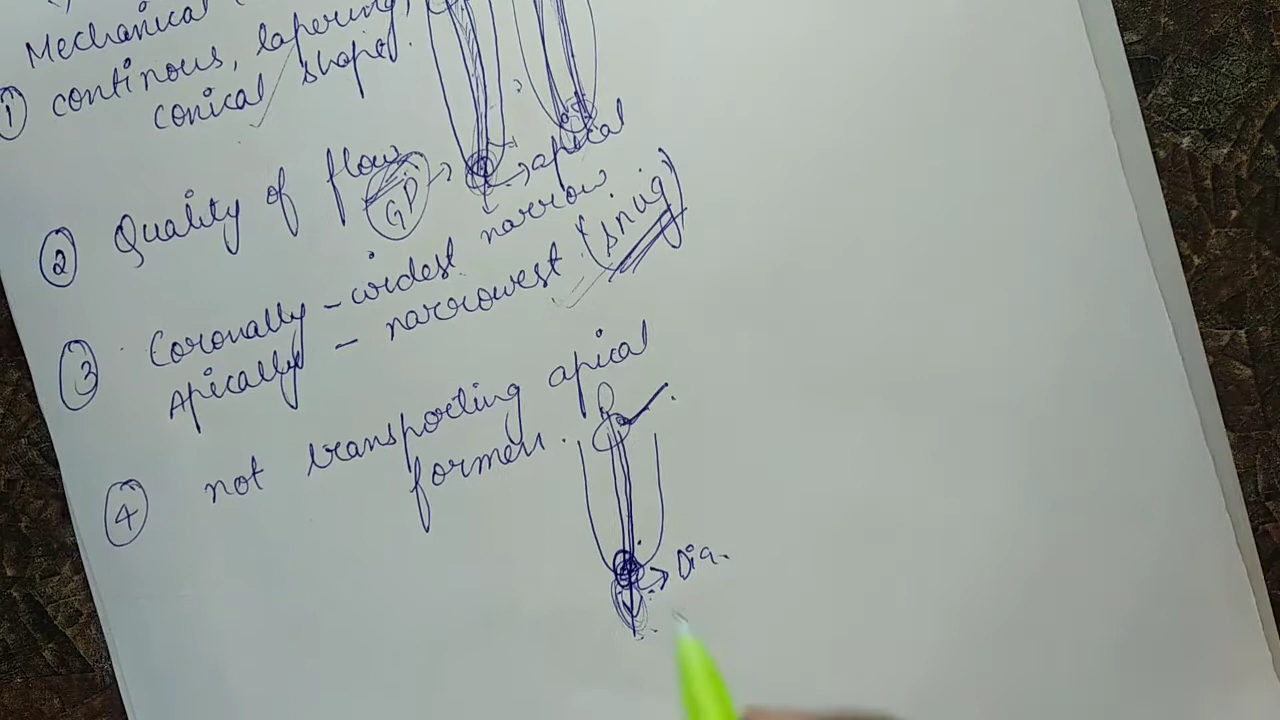 Mechanical
① continous, tapering,
conical shape.
② Quality of flow
GP
apical
③ Coronally - widest narrow
Apically - narrowest (snug)
④ not transporting apical
formen.
Dia.